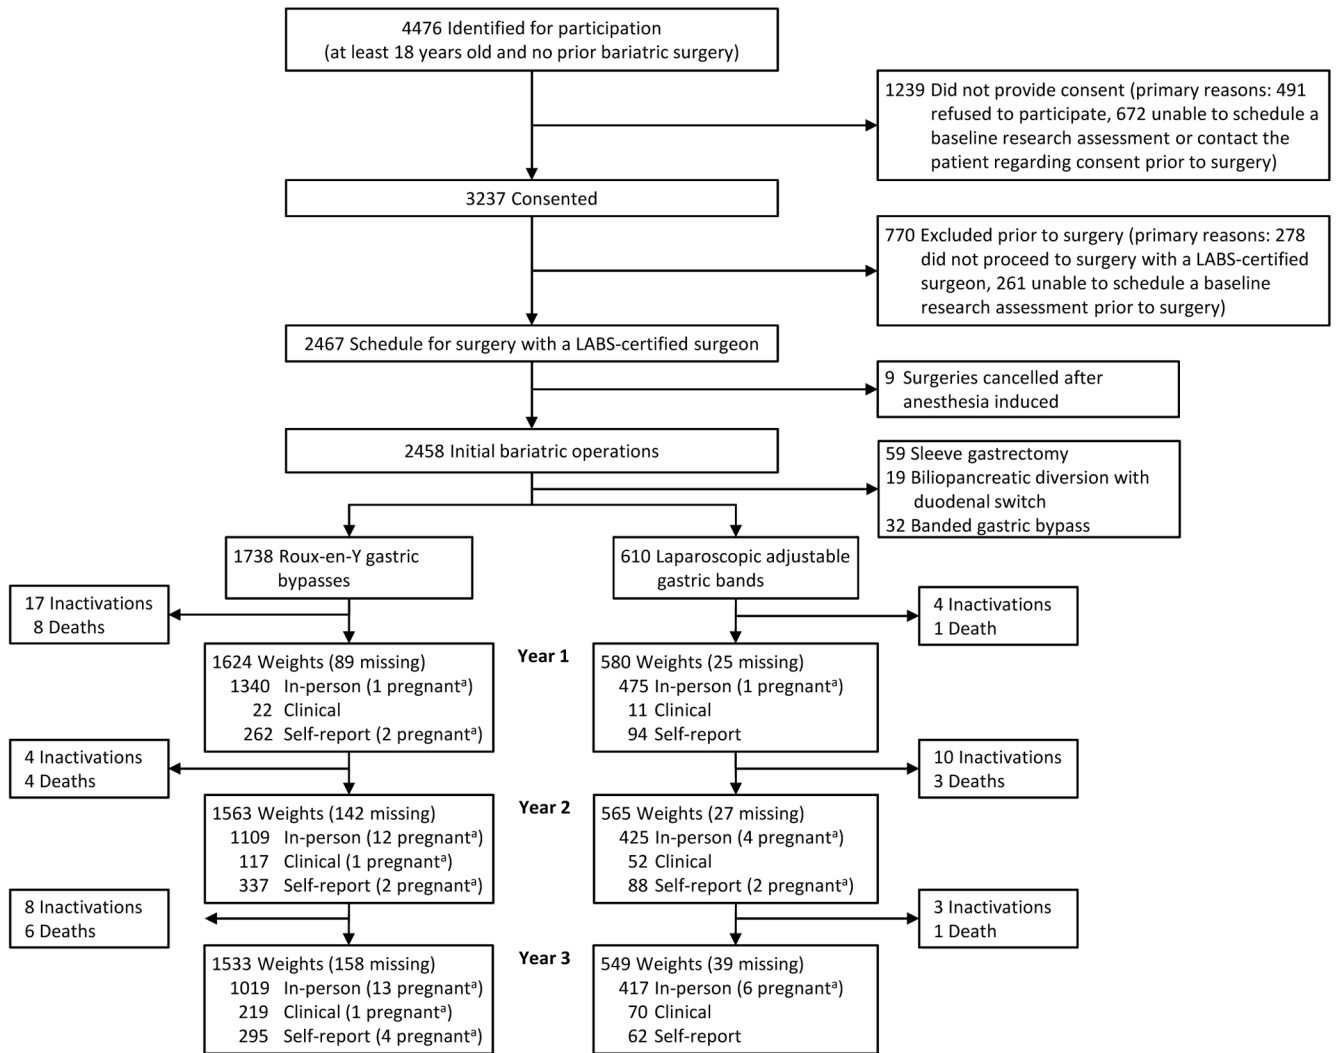 4476 Identified for participation
(at least 18 years old and no prior bariatric surgery)
1239 Did not provide consent (primary reasons: 491
refused to participate, 672 unable to schedule a
baseline research assessment or contact the
patient regarding consent prior to surgery)
3237 Consented
770 Excluded prior to surgery (primary reasons: 278
did not proceed to surgery with a LABS-certified
surgeon, 261 unable to schedule a baseline
research assessment prior to surgery)
2467 Schedule for surgery with a LABS-certified surgeon
9 Surgeries cancelled after
anesthesia induced
2458 Initial bariatric operations
59 Sleeve gastrectomy
19 Biliopancreatic diversion with
duodenal switch
32 Banded gastric bypass
1738 Roux-en-Y gastric
bypasses
610 Laparoscopic adjustable
gastric bands
17 Inactivations
8 Deaths
4 Inactivations
1 Death
Year 1
1624 Weights (89 missing)
1340 In-person (1 pregnantᵃ)
22 Clinical
262 Self-report (2 pregnantᵃ)
580 Weights (25 missing)
475 In-person (1 pregnantᵃ)
11 Clinical
94 Self-report
4 Inactivations
4 Deaths
10 Inactivations
3 Deaths
Year 2
1563 Weights (142 missing)
1109 In-person (12 pregnantᵃ)
117 Clinical (1 pregnantᵃ)
337 Self-report (2 pregnantᵃ)
565 Weights (27 missing)
425 In-person (4 pregnantᵃ)
52 Clinical
88 Self-report (2 pregnantᵃ)
8 Inactivations
6 Deaths
3 Inactivations
1 Death
Year 3
1533 Weights (158 missing)
1019 In-person (13 pregnantᵃ)
219 Clinical (1 pregnantᵃ)
295 Self-report (4 pregnantᵃ)
549 Weights (39 missing)
417 In-person (6 pregnantᵃ)
70 Clinical
62 Self-report